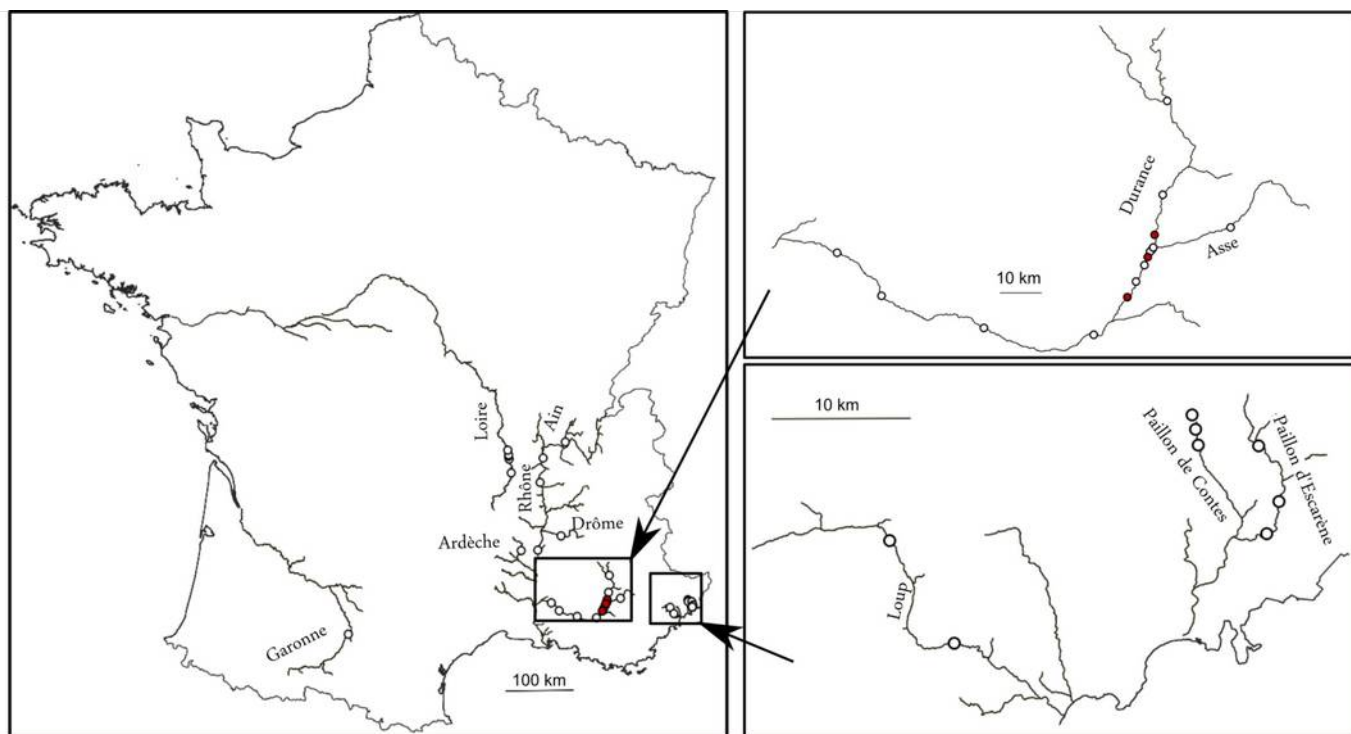 Loire
Ain
Rhône
Drôme
Ardèche
Garonne
100 km
Durance
Asse
10 km
10 km
Paillon de Contes
Paillon d'Escarène
Loup